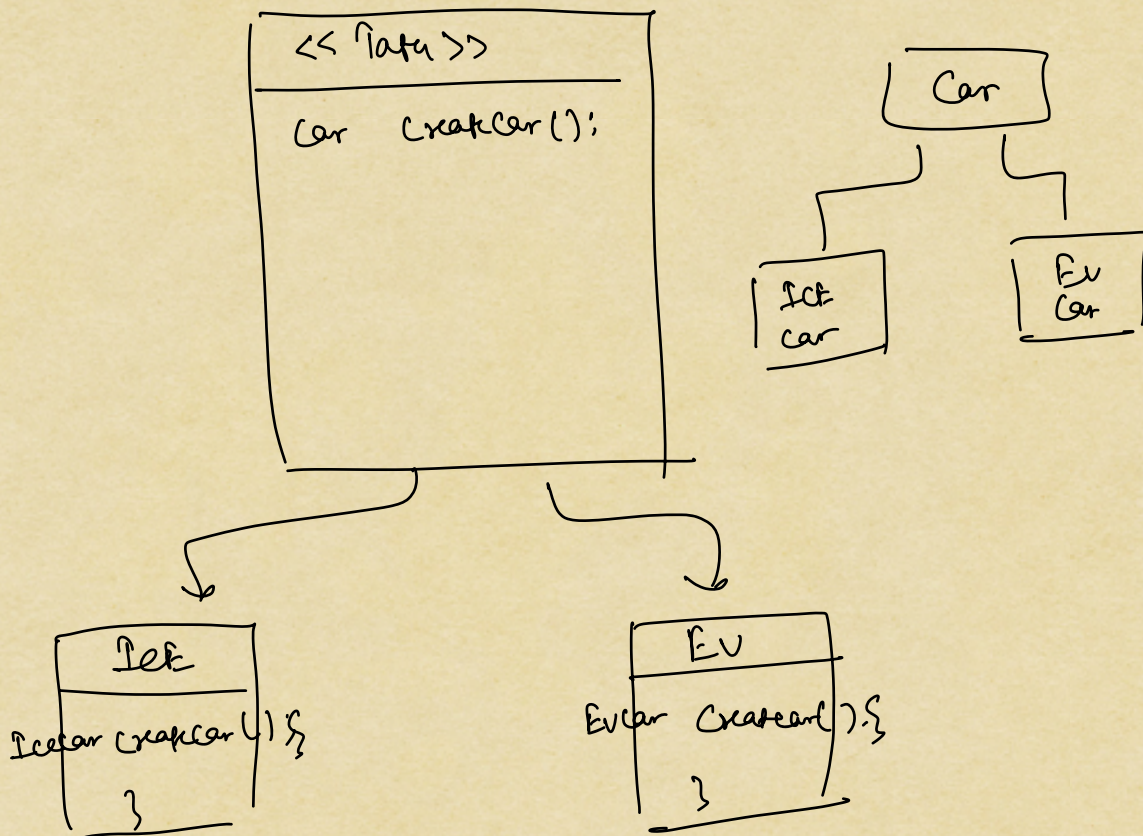 << Tata >>
Car CreateCar();
Car
ICE
car
Ev
Car
ICE
IceCar createCar() {
}
EV
EvCar Createcar() {
}